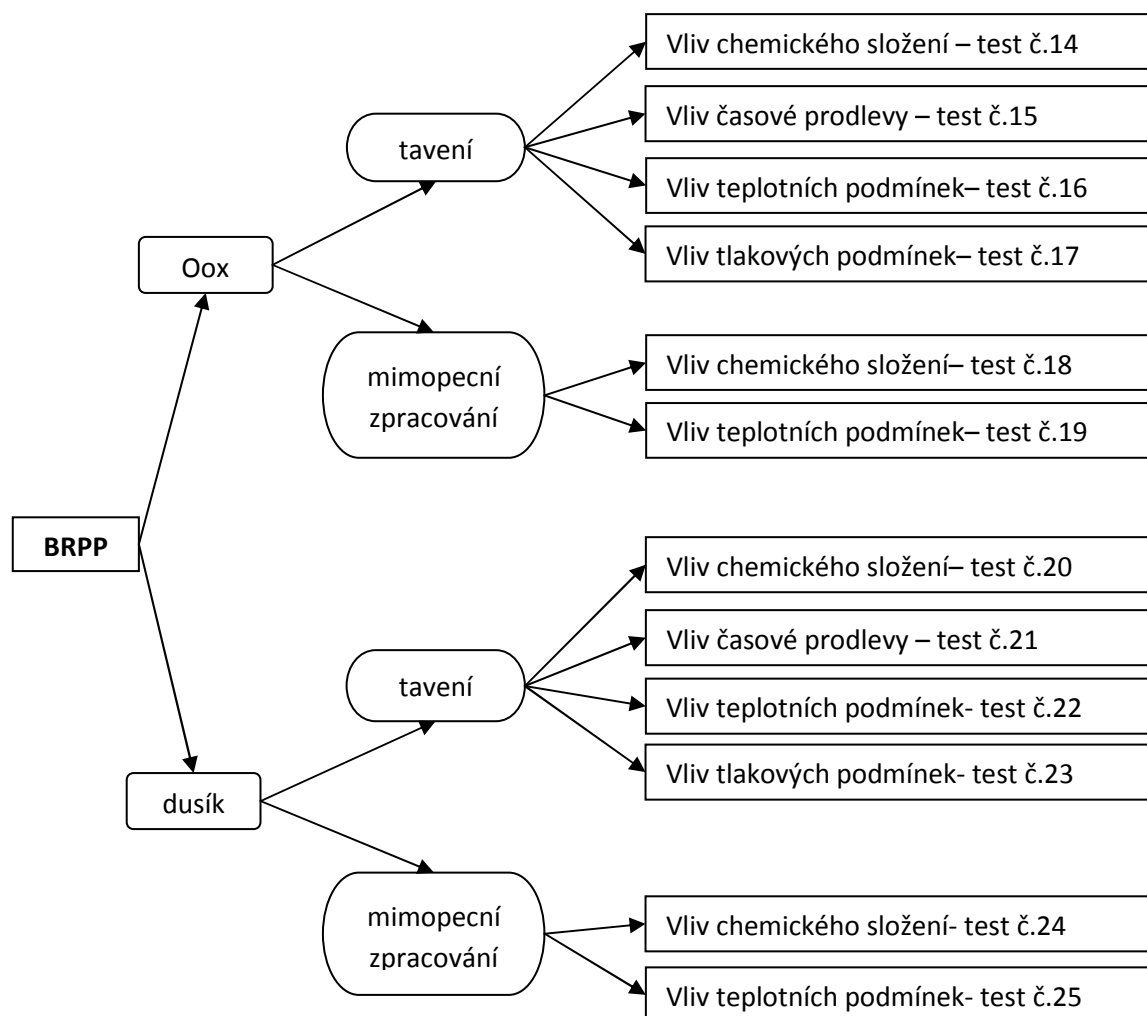 Vliv chemického složení – test č.14
Vliv časové prodlevy – test č.15
tavení
Vliv teplotních podmínek– test č.16
Vliv tlakových podmínek– test č.17
Oox
mimopecní
zpracování
Vliv chemického složení– test č.18
Vliv teplotních podmínek– test č.19
BRPP
Vliv chemického složení– test č.20
Vliv časové prodlevy – test č.21
tavení
Vliv teplotních podmínek- test č.22
Vliv tlakových podmínek- test č.23
dusík
mimopecní
zpracování
Vliv chemického složení- test č.24
Vliv teplotních podmínek- test č.25